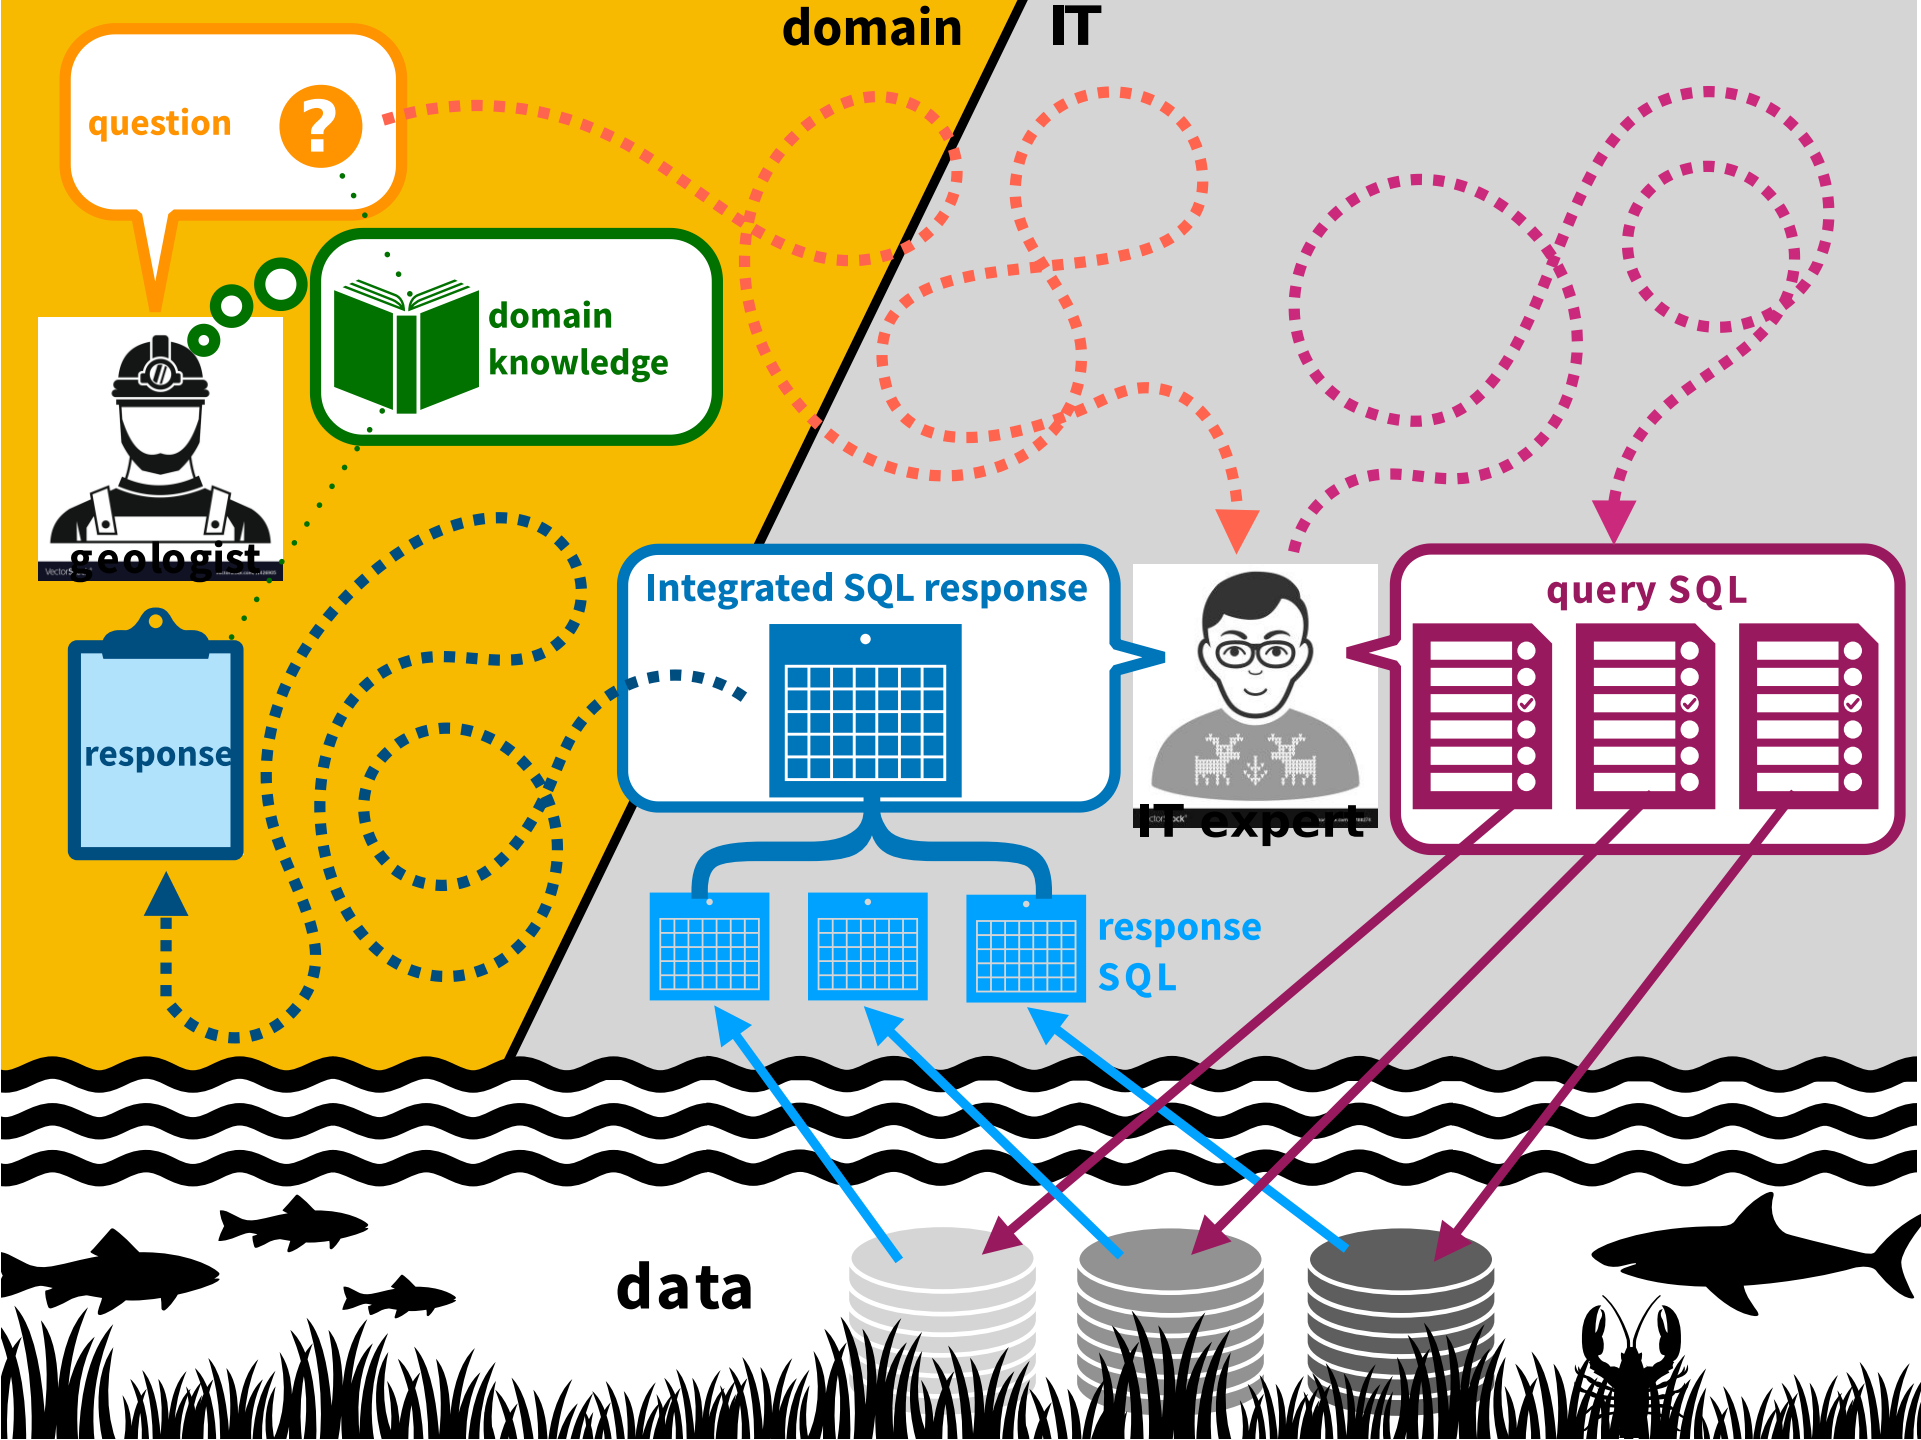 domain
IT
question
?
domain
knowledge
geologist
response
Integrated SQL response
IT expert
query SQL
response
SQL
data